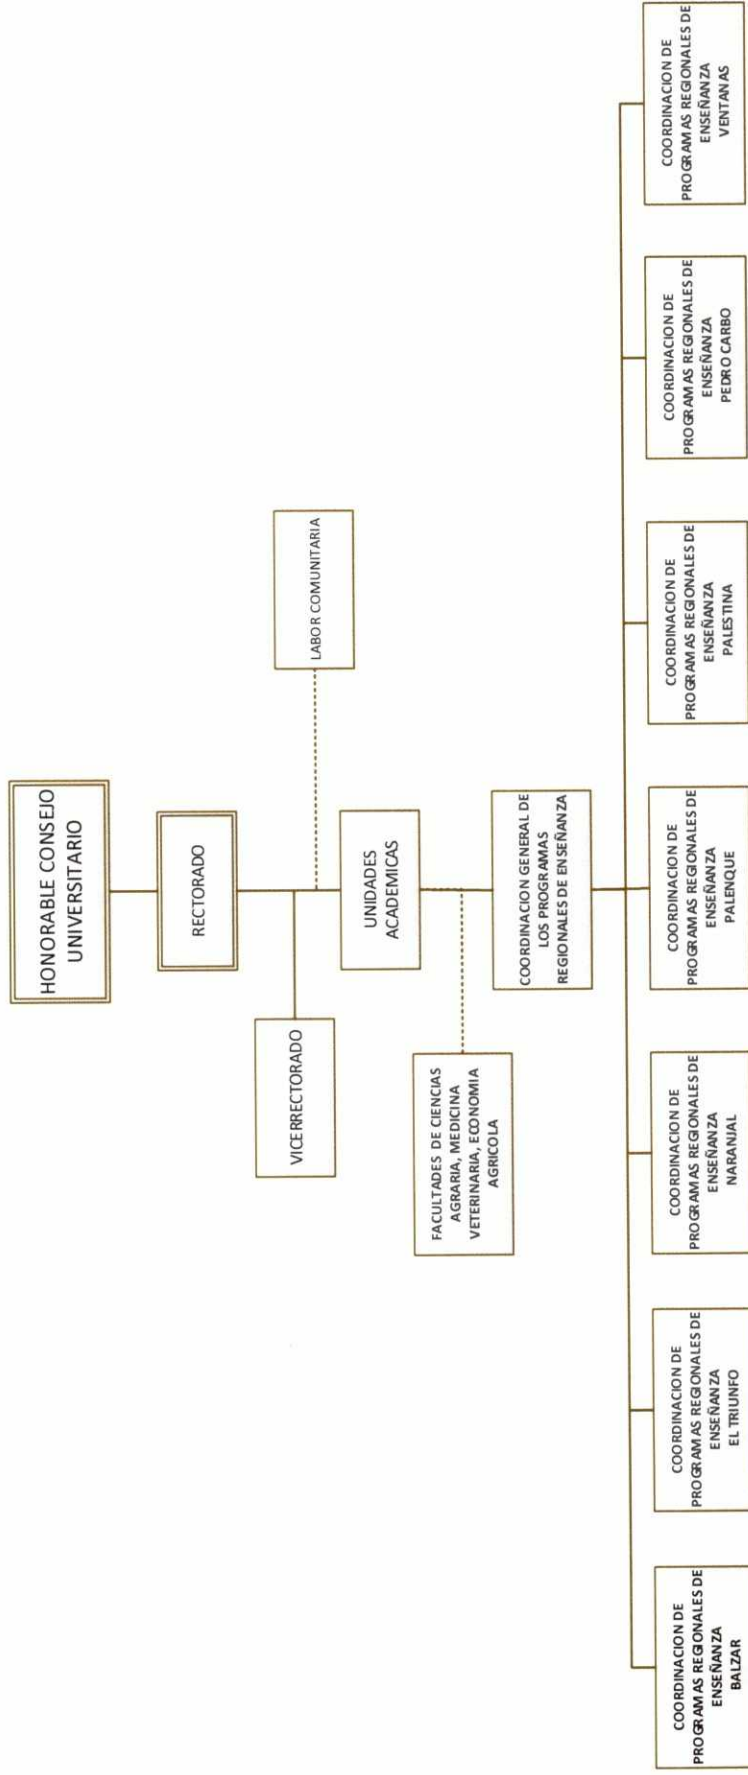 HONORABLE CONSEJO
UNIVERSITARIO
RECTORADO
VICERRECTORADO
LABOR COMUNITARIA
UNIDADES
ACADEMICAS
FACULTADES DE CIENCIAS
AGRARIA, MEDICINA
VETERINARIA, ECONOMIA
AGRICOLA
COORDINACION GENERAL DE
LOS PROGRAMAS
REGIONALES DE ENSEÑANZA
COORDINACION DE
PROGRAMAS REGIONALES DE
ENSEÑANZA
BALZAR
COORDINACION DE
PROGRAMAS REGIONALES DE
ENSEÑANZA
EL TRIUNFO
COORDINACION DE
PROGRAMAS REGIONALES DE
ENSEÑANZA
NARANJAL
COORDINACION DE
PROGRAMAS REGIONALES DE
ENSEÑANZA
PALENQUE
COORDINACION DE
PROGRAMAS REGIONALES DE
ENSEÑANZA
PALESTINA
COORDINACION DE
PROGRAMAS REGIONALES DE
ENSEÑANZA
PEDRO CARBO
COORDINACION DE
PROGRAMAS REGIONALES DE
ENSEÑANZA
VENTANAS